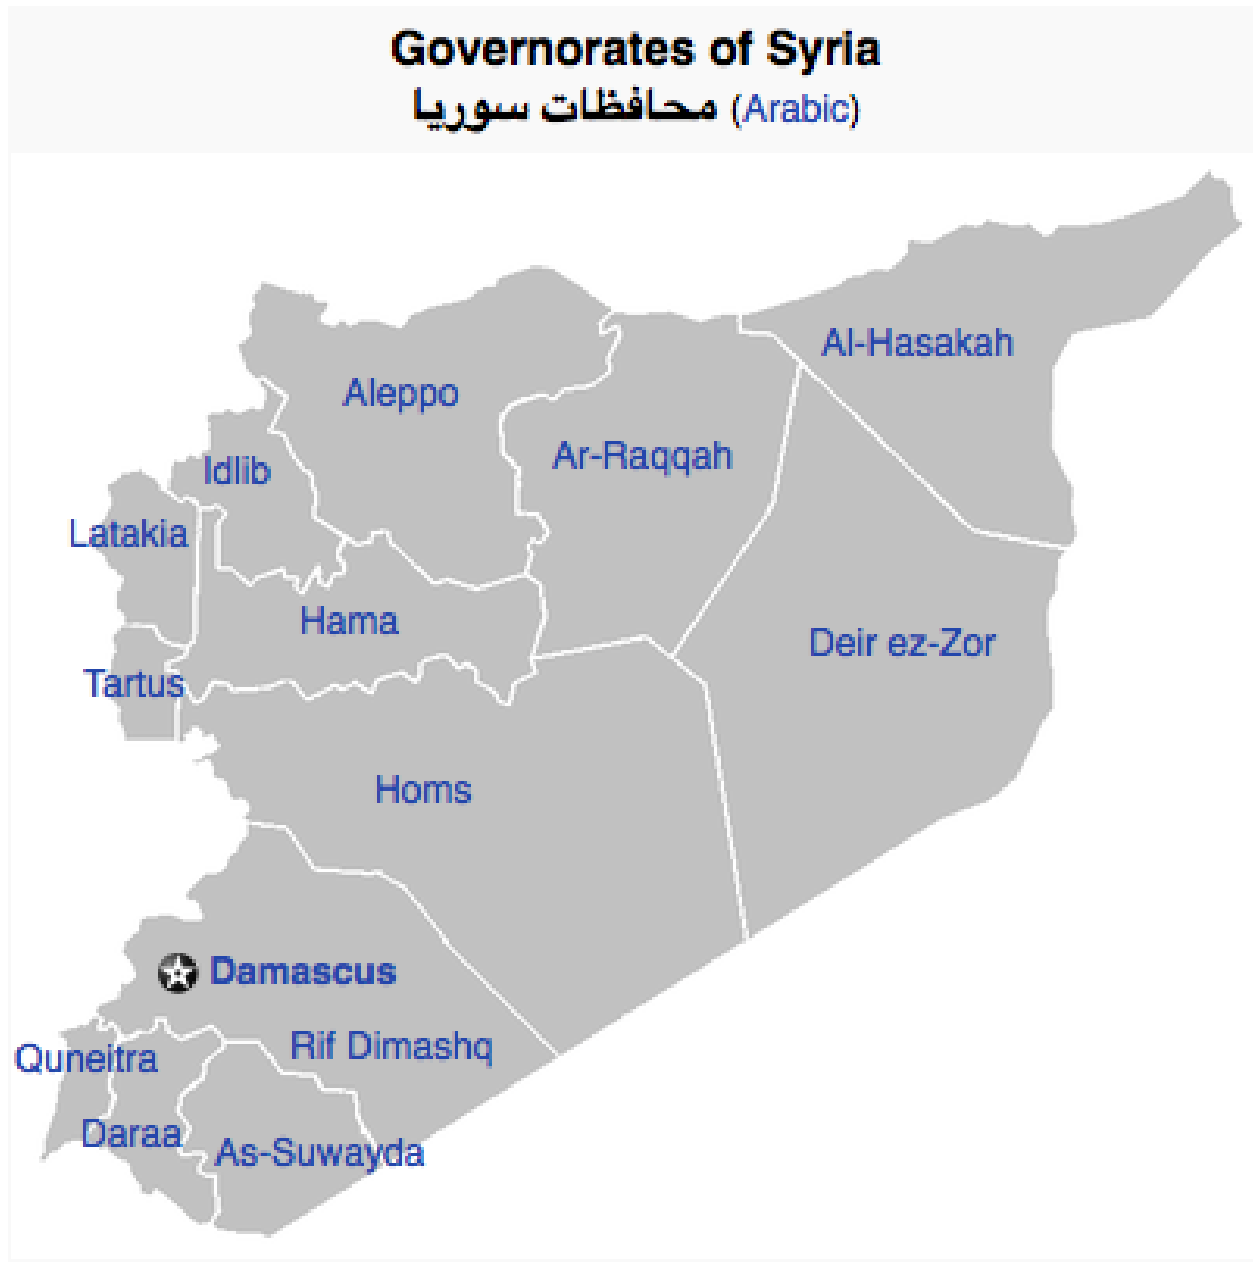 Governorates of Syria
محافظات سوريا (Arabic)
Al-Hasakah
Aleppo
Ar-Raqqah
Idlib
Latakia
Hama
Deir ez-Zor
Tartus
Homs
Damascus
Rif Dimashq
Quneitra
Daraa
As-Suwayda